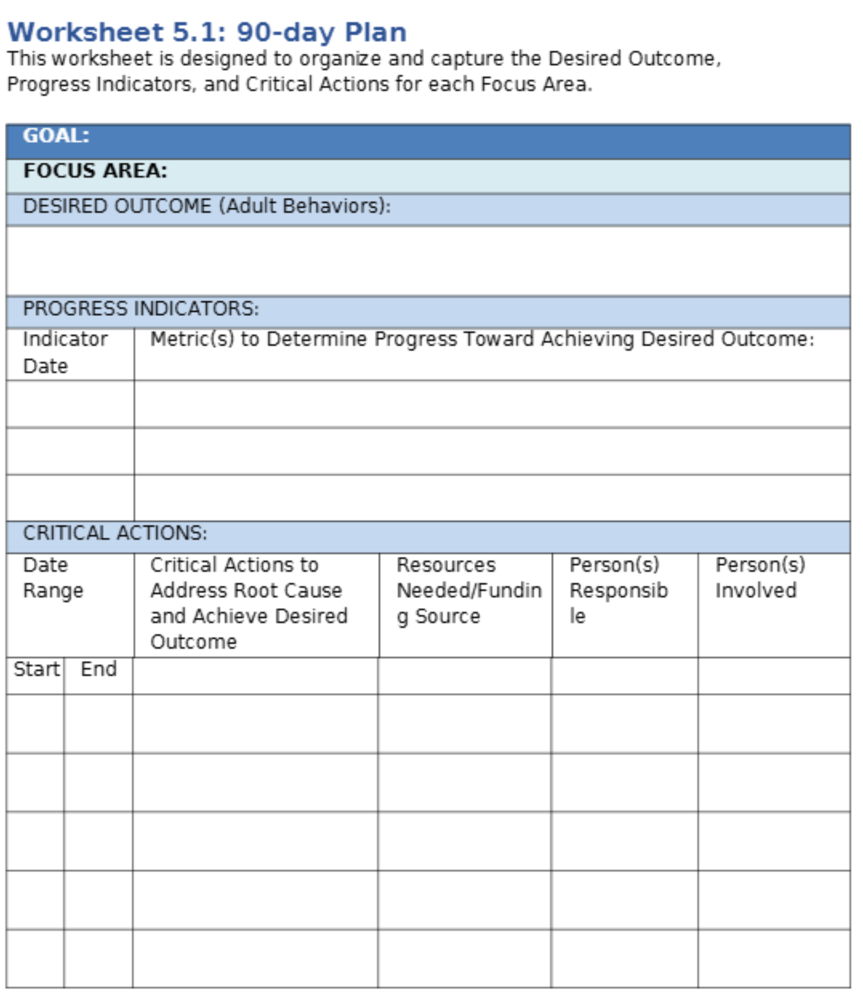 Worksheet 5.1: 90-day Plan
This worksheet is designed to organize and capture the Desired Outcome,
Progress Indicators, and Critical Actions for each Focus Area.
GOAL:
FOCUS AREA:
DESIRED OUTCOME (Adult Behaviors):
PROGRESS INDICATORS:
Indicator
Date
Metric(s) to Determine Progress Toward Achieving Desired Outcome:
CRITICAL ACTIONS:
Date
Range
Critical Actions to
Address Root Cause
and Achieve Desired
Outcome
Resources
Needed/Fundin
g Source
Person(s)
Responsib
le
Person(s)
Involved
Start
End